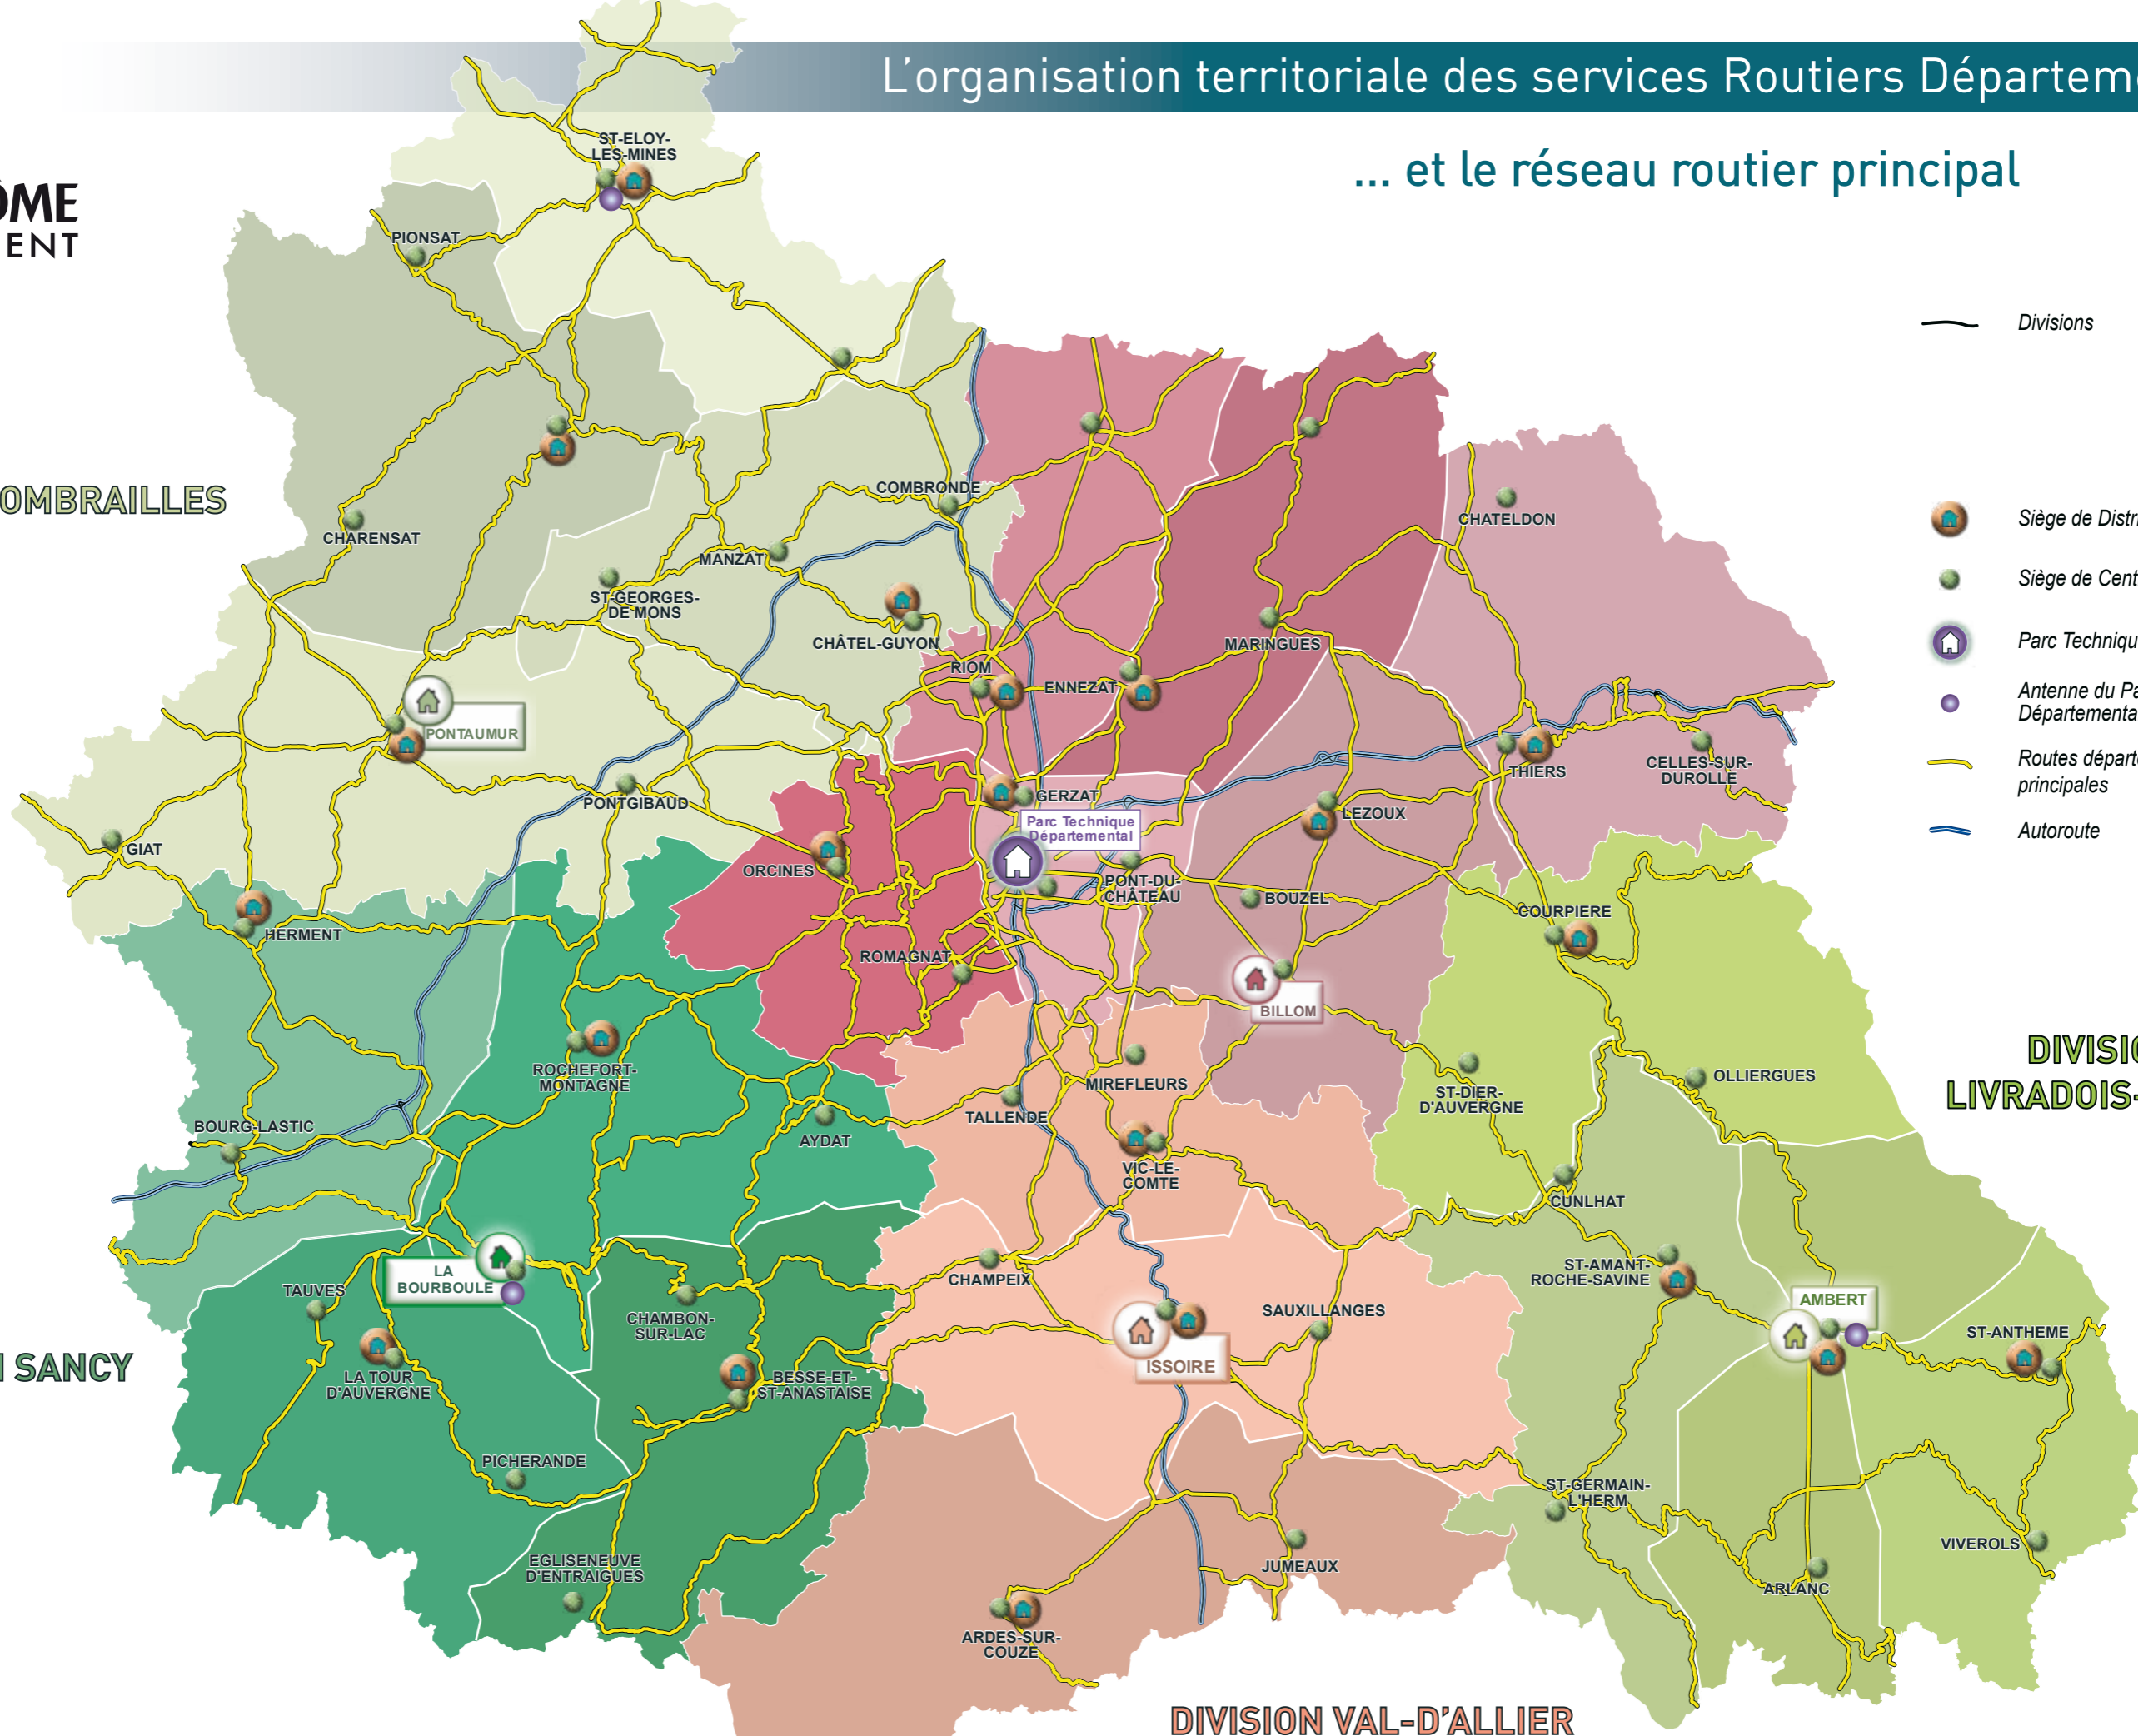 L'organisation territoriale des services Routiers Départeme
... et le réseau routier principal
ÔME
ENT
OMBRAILLES
SANCY
DIVISIO
LIVRADOIS-
DIVISION VAL-D'ALLIER
Divisions
Siège de Distri
Siège de Cent
Parc Techniqu
Antenne du Pa
Départementa
Routes départe
principales
Autoroute
ST-ELOY-
LES-MINES
PIONSAT
CHARENSAT
COMBRONDE
MANZAT
ST-GEORGES-
DE MONS
CHÂTEL-GUYON
CHATELDON
MARINGUES
RIOM
ENNEZAT
PONTAUMUR
PONTGIBAUD
GIAT
HERMENT
GERZAT
Parc Technique
Départemental
THIERS
CELLES-SUR-
DUROLLE
LEZOUX
ORCINES
PONT-DU-
CHÂTEAU
BOUZEL
COURPIERE
ROMAGNAT
BILLOM
ROCHEFORT-
MONTAGNE
MIREFLEURS
OLLIERGUES
ST-DIER-
D'AUVERGNE
TALLENDE
BOURG-LASTIC
AYDAT
VIC-LE-
COMTE
CUNLHAT
LA
BOURBOULE
CHAMPEIX
ST-AMANT-
ROCHE-SAVINE
TAUVES
CHAMBON-
SUR-LAC
SAUXILLANGES
AMBERT
ST-ANTHEME
ISSOIRE
LA TOUR
D'AUVERGNE
BESSE-ET-
ST-ANASTAISE
PICHERANDE
ST-GERMAIN-
L'HERM
VIVEROLS
EGLISENEUVE
D'ENTRAIGUES
JUMEAUX
ARLANC
ARDES-SUR-
COUZE